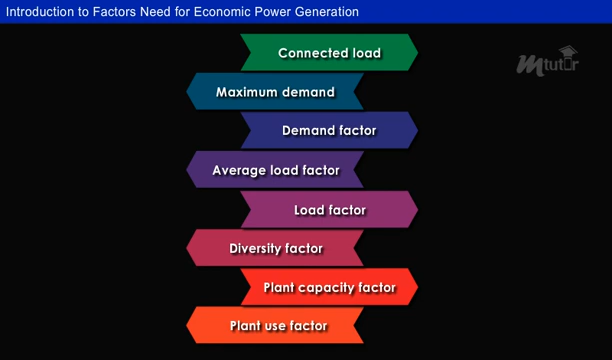 Introduction to Factors Need for Economic Power Generation
Connected load
Mtutor
Maximum demand
Demand factor
Average load factor
Load factor
Diversity factor
Plant capacity factor
Plant use factor